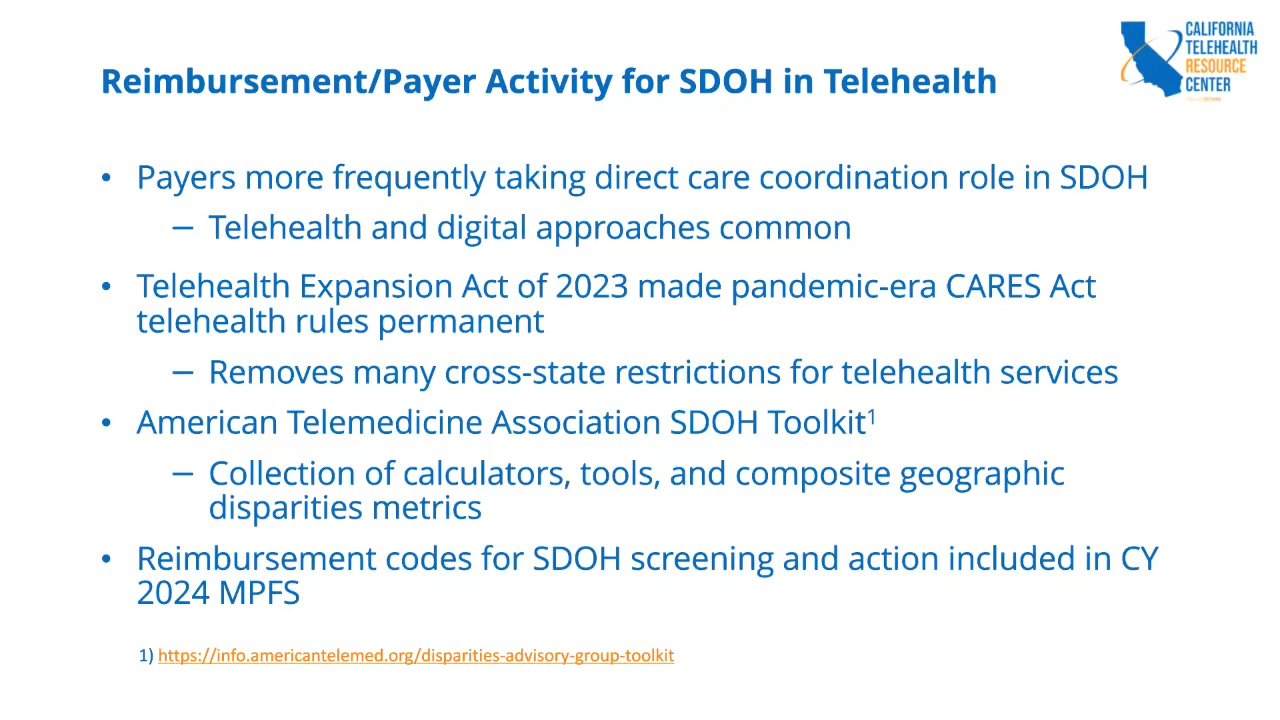 CALIFORNIA
TELEHEALTH
RESOURCE
CENTER
Reimbursement/Payer Activity for SDOH in Telehealth
• Payers more frequently taking direct care coordination role in SDOH
– Telehealth and digital approaches common
• Telehealth Expansion Act of 2023 made pandemic-era CARES Act
telehealth rules permanent
– Removes many cross-state restrictions for telehealth services
• American Telemedicine Association SDOH Toolkit¹
– Collection of calculators, tools, and composite geographic
disparities metrics
• Reimbursement codes for SDOH screening and action included in CY
2024 MPFS
1) https://info.americantelemed.org/disparities-advisory-group-toolkit